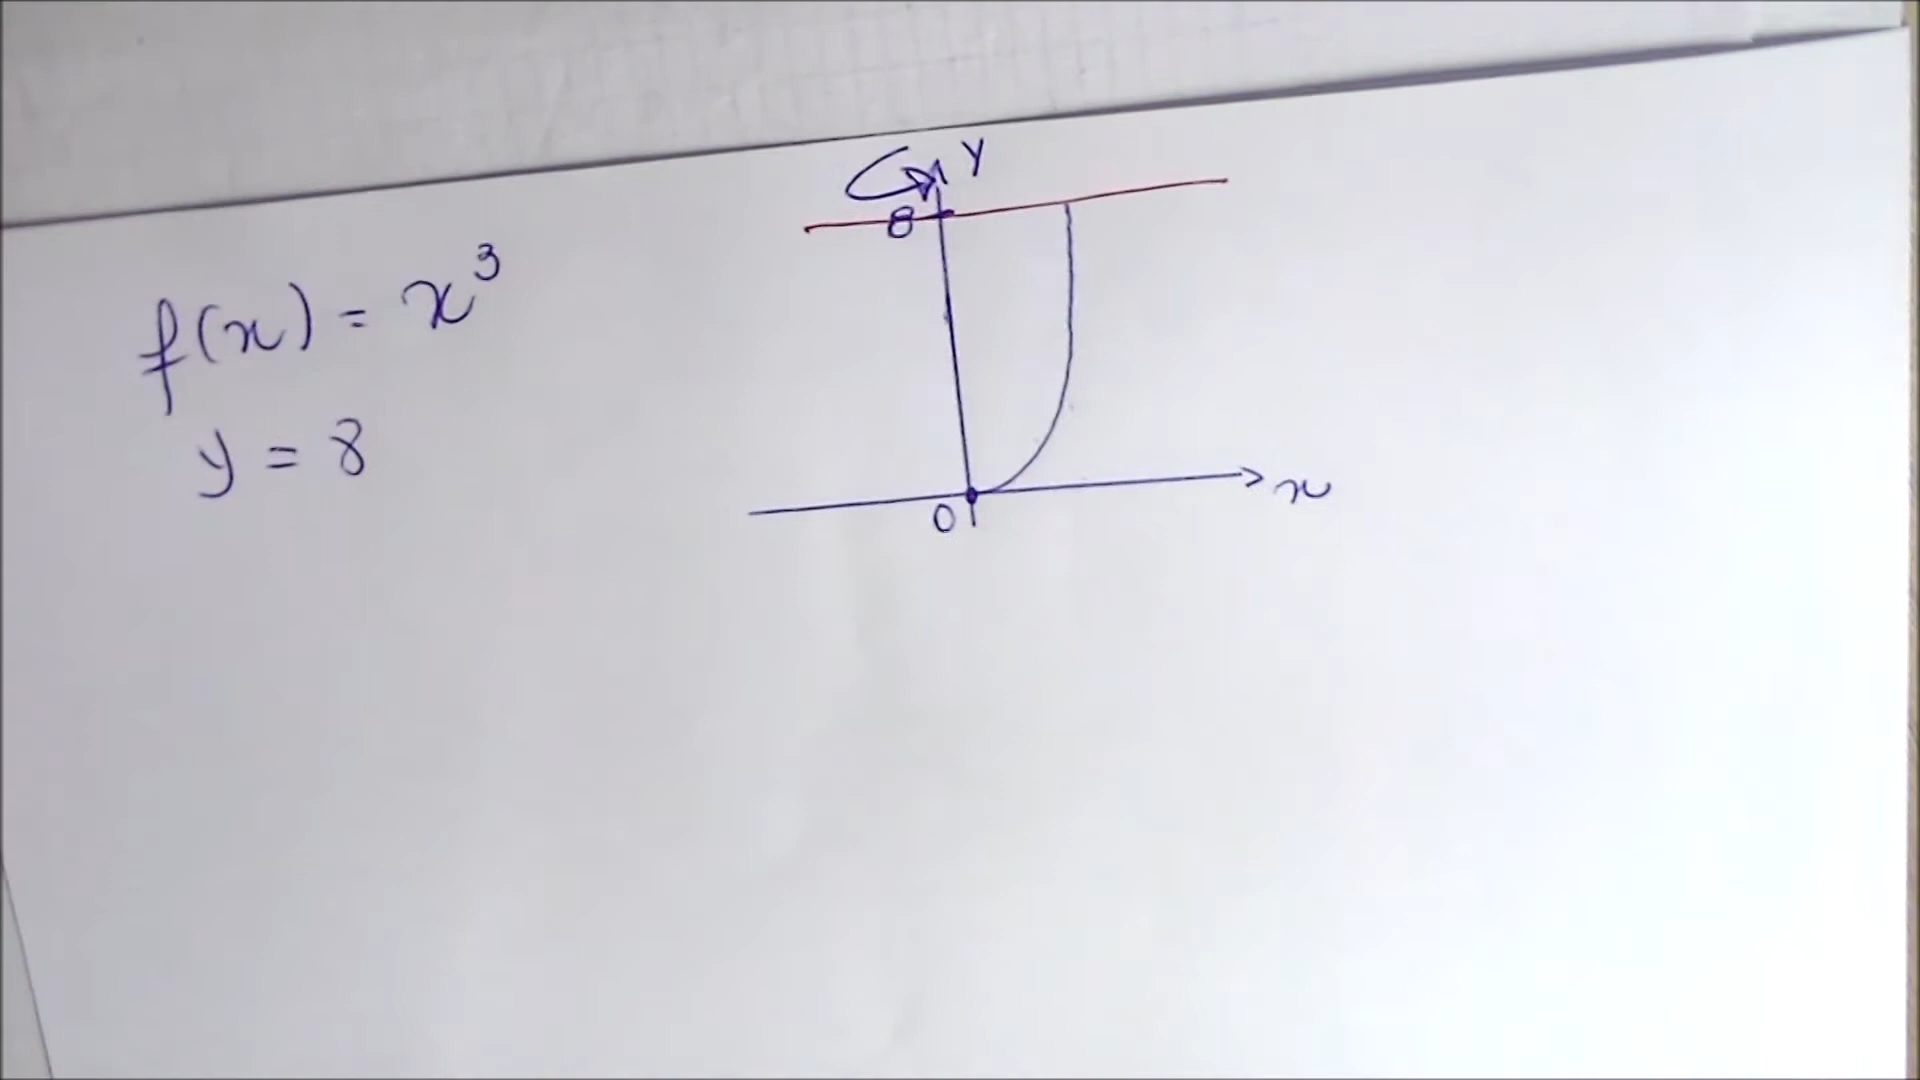 f(x) = x³
y = 8
Y
8
x
0